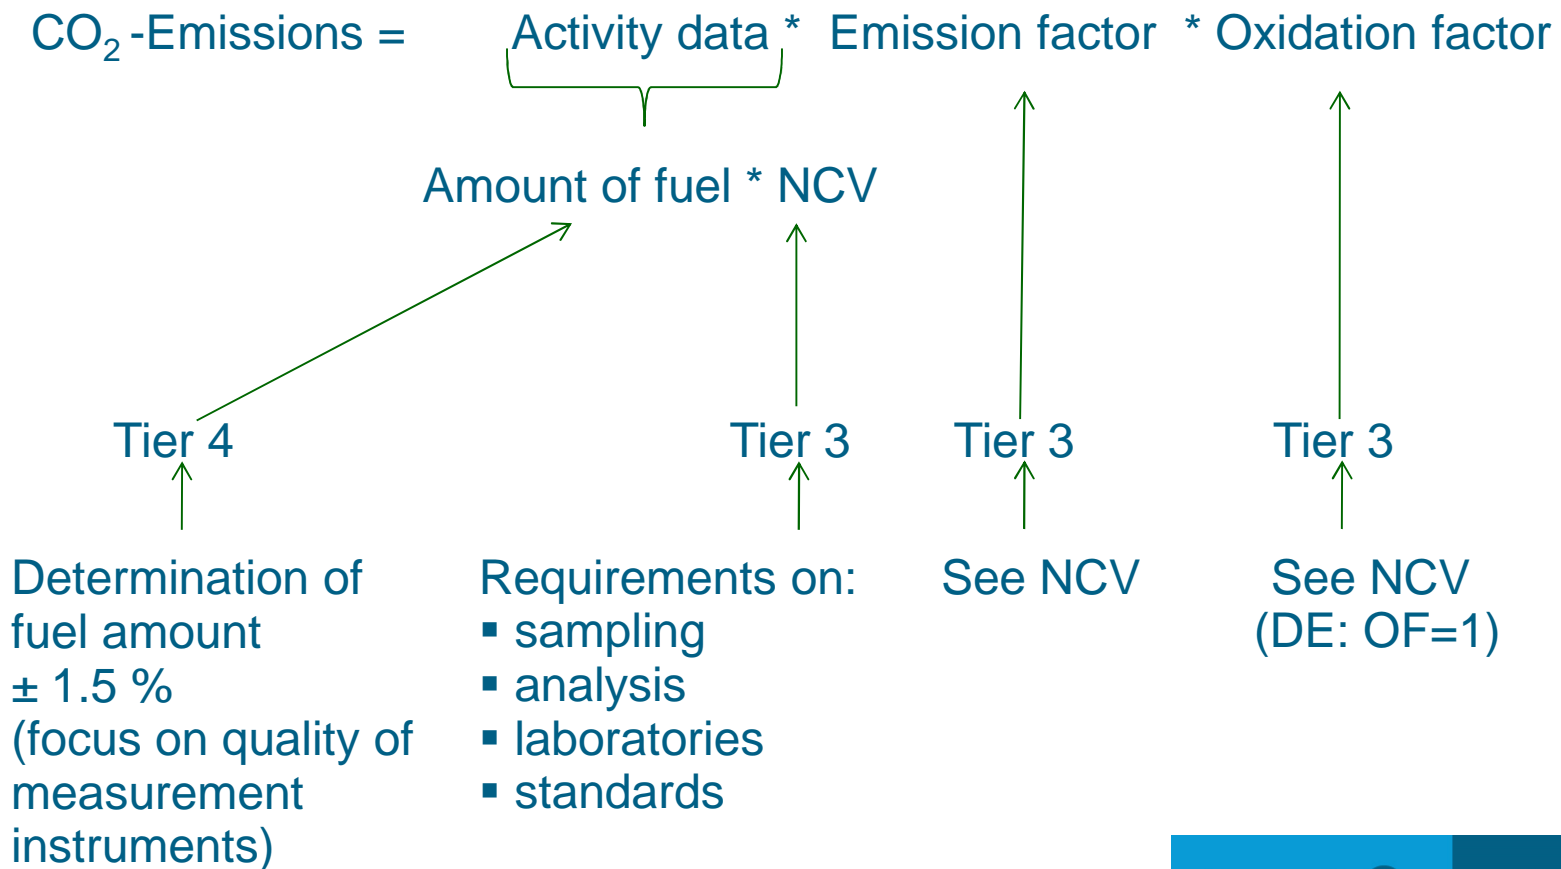 CO₂ -Emissions = Activity data * Emission factor * Oxidation factor
Amount of fuel * NCV
Tier 4 Tier 3 Tier 3 Tier 3
Determination of
fuel amount
± 1.5 %
(focus on quality of
measurement
instruments)
Requirements on:
▪ sampling
▪ analysis
▪ laboratories
▪ standards
See NCV
See NCV
(DE: OF=1)